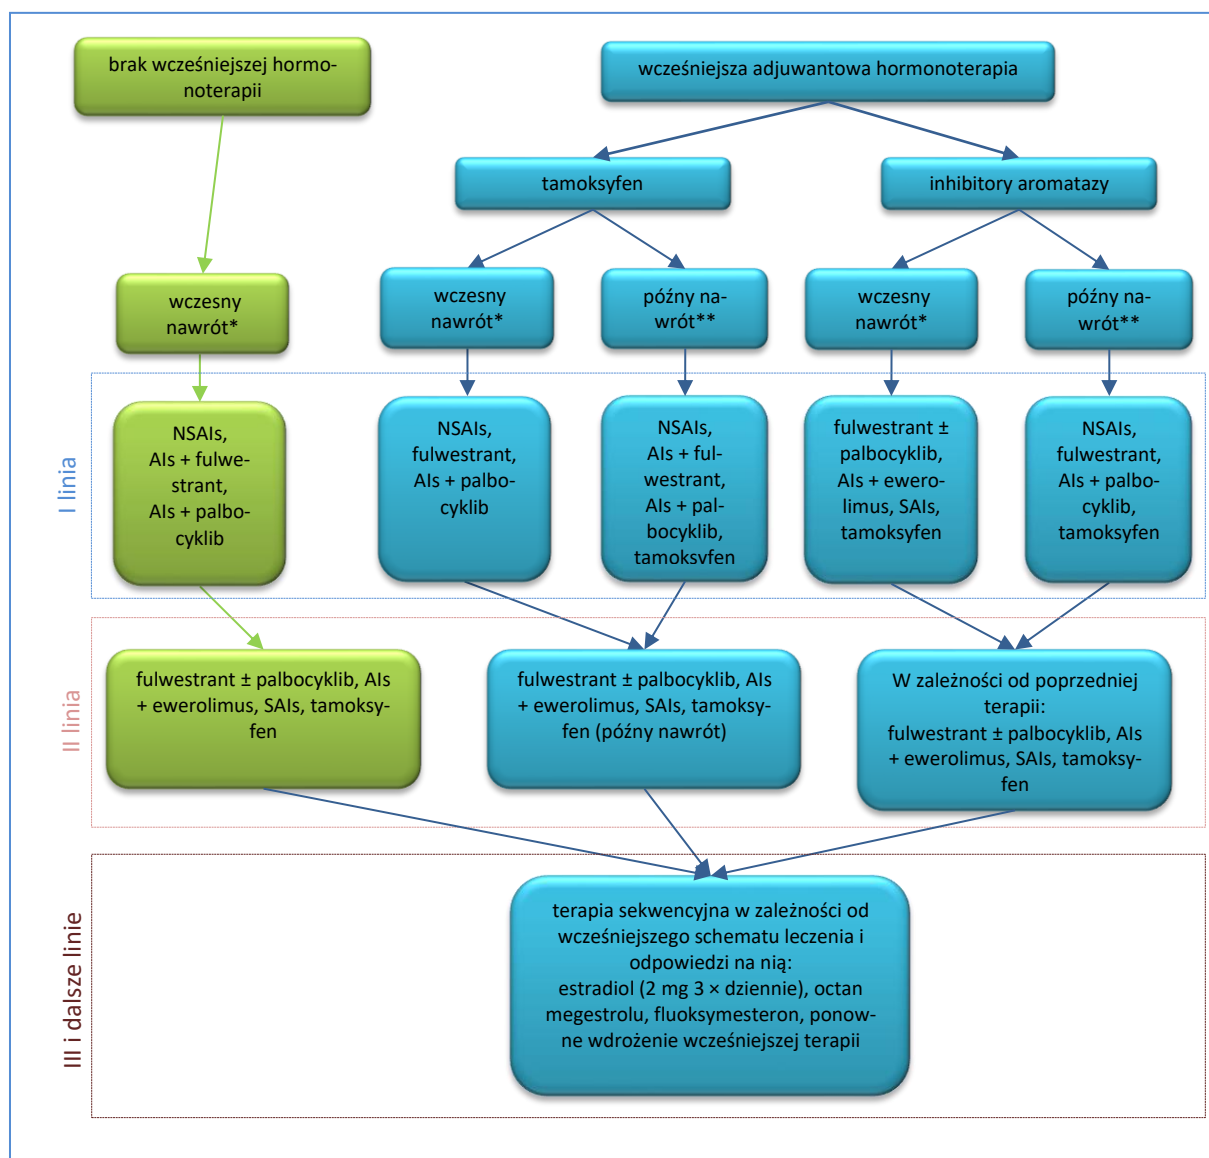 brak wcześniejszej hormo-
noterapii
wcześniejsza adjuwantowa hormonoterapia
tamoksyfen
inhibitory aromatazy
wczesny
nawrót*
wczesny
nawrót*
późny na-
wrót**
wczesny
nawrót*
późny na-
wrót**
I linia
NSAIs,
AIs + fulwe-
strant,
AIs + palbo-
cyklib
NSAIs,
fulwestrant,
AIs + palbo-
cyklib
NSAIs,
AIs + ful-
westrant,
AIs + pal-
bocyklib,
tamoksyfen
fulwestrant ±
palbocyklib,
AIs + ewero-
limus, SAIs,
tamoksyfen
NSAIs,
fulwestrant,
AIs + palbo-
cyklib,
tamoksyfen
II linia
fulwestrant ± palbocyklib, AIs
+ ewerolimus, SAIs, tamoksy-
fen
fulwestrant ± palbocyklib, AIs
+ ewerolimus, SAIs, tamoksy-
fen (późny nawrót)
W zależności od poprzedniej
terapii:
fulwestrant ± palbocyklib, AIs
+ ewerolimus, SAIs, tamoksy-
fen
III i dalsze linie
terapia sekwencyjna w zależności od
wcześniejszego schematu leczenia i
odpowiedzi na nią:
estradiol (2 mg 3 × dziennie), octan
megestrolu, fluoksymesteron, ponow-
ne wdrożenie wcześniejszej terapii